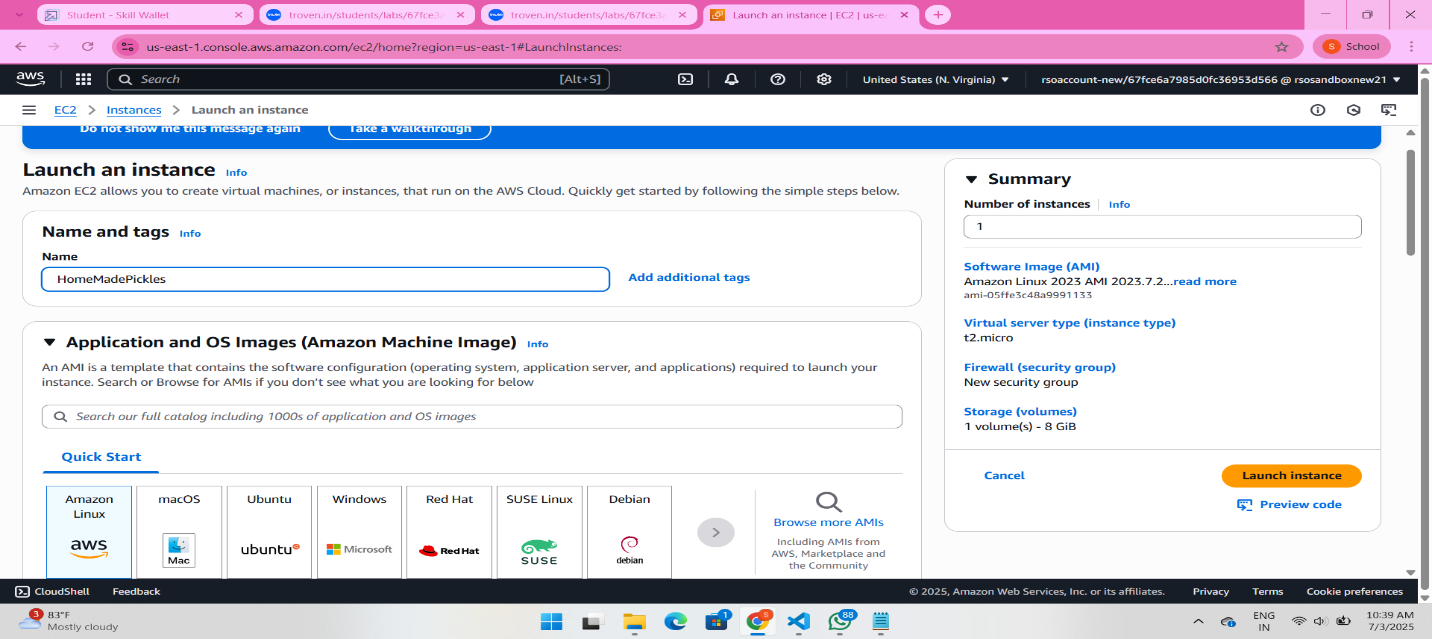 Student - Skill Wallet
troven.in/students/labs/67fce3
troven.in/students/labs/67fce3
Launch an instance | EC2 | us-e
us-east-1.console.aws.amazon.com/ec2/home?region=us-east-1#LaunchInstances:
S School
aws
Search [Alt+S]
United States (N. Virginia)
rsoaccount-new/67fce6a7985d0fc36953d566 @ rsosandboxnew21
EC2 > Instances > Launch an instance
Do not show me this message again
Take a walkthrough
Launch an instance Info
Amazon EC2 allows you to create virtual machines, or instances, that run on the AWS Cloud. Quickly get started by following the simple steps below.
Name and tags Info
Name
HomeMadePickles
Add additional tags
Application and OS Images (Amazon Machine Image) Info
An AMI is a template that contains the software configuration (operating system, application server, and applications) required to launch your
instance. Search or Browse for AMIs if you don't see what you are looking for below
Search our full catalog including 1000s of application and OS images
Quick Start
Amazon
Linux
aws
macOS
Mac
Ubuntu
ubuntu
Windows
Microsoft
Red Hat
Red Hat
SUSE Linux
SUSE
Debian
debian
Browse more AMIs
Including AMIs from
AWS, Marketplace and
the Community
Summary
Number of instances Info
1
Software Image (AMI)
Amazon Linux 2023 AMI 2023.7.2...read more
ami-05ffe3c48a9991133
Virtual server type (instance type)
t2.micro
Firewall (security group)
New security group
Storage (volumes)
1 volume(s) - 8 GiB
Cancel
Launch instance
Preview code
CloudShell Feedback
© 2025, Amazon Web Services, Inc. or its affiliates. Privacy Terms Cookie preferences
3
83°F
Mostly cloudy
1
88
ENG
IN
10:39 AM
7/3/2025